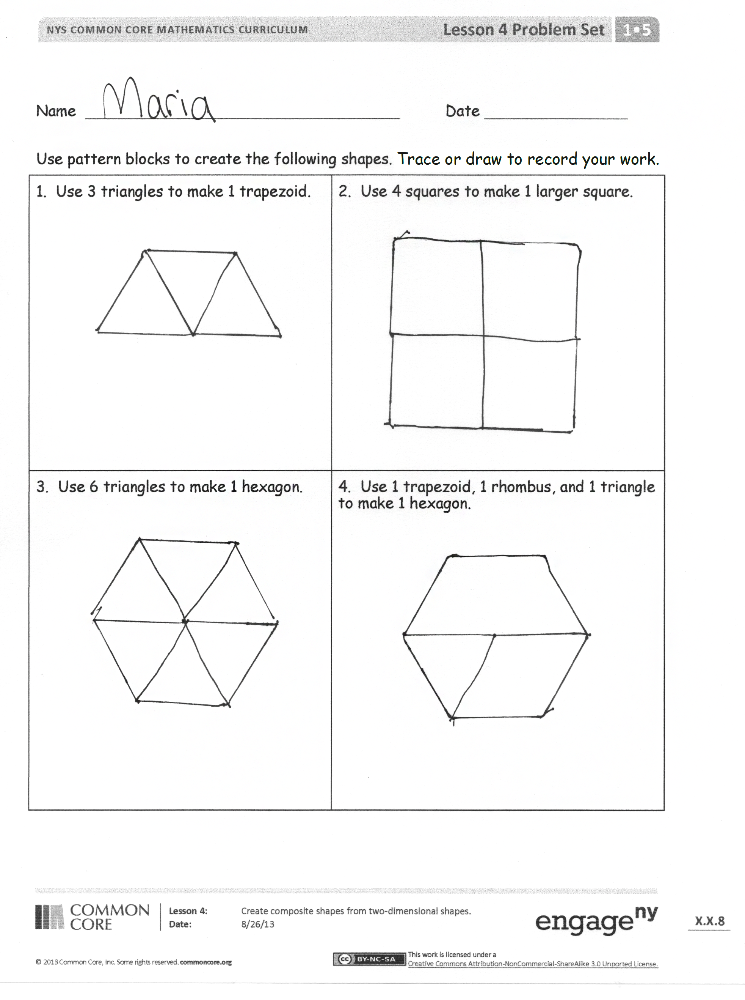 NYS COMMON CORE MATHEMATICS CURRICULUM Lesson 4 Problem Set 1•5
Name Maria Date
Use pattern blocks to create the following shapes. Trace or draw to record your work.
1. Use 3 triangles to make 1 trapezoid.
2. Use 4 squares to make 1 larger square.
3. Use 6 triangles to make 1 hexagon.
4. Use 1 trapezoid, 1 rhombus, and 1 triangle
to make 1 hexagon.
COMMON
CORE
Lesson 4: Create composite shapes from two-dimensional shapes.
Date: 8/26/13
engageny
X.X.8
© 2013 Common Core, Inc. Some rights reserved. commoncore.org
cc BY-NC-SA
This work is licensed under a
Creative Commons Attribution-NonCommercial-ShareAlike 3.0 Unported License.